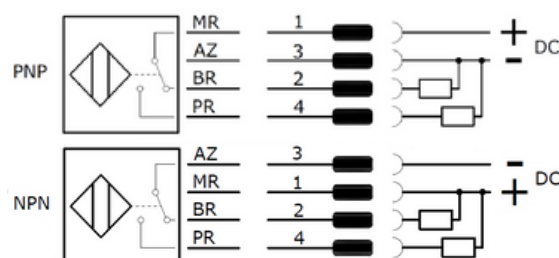 MR 1 +
PNP AZ 3 - DC
BR 2
PR 4
AZ 3 -
NPN MR 1 + DC
BR 2
PR 4